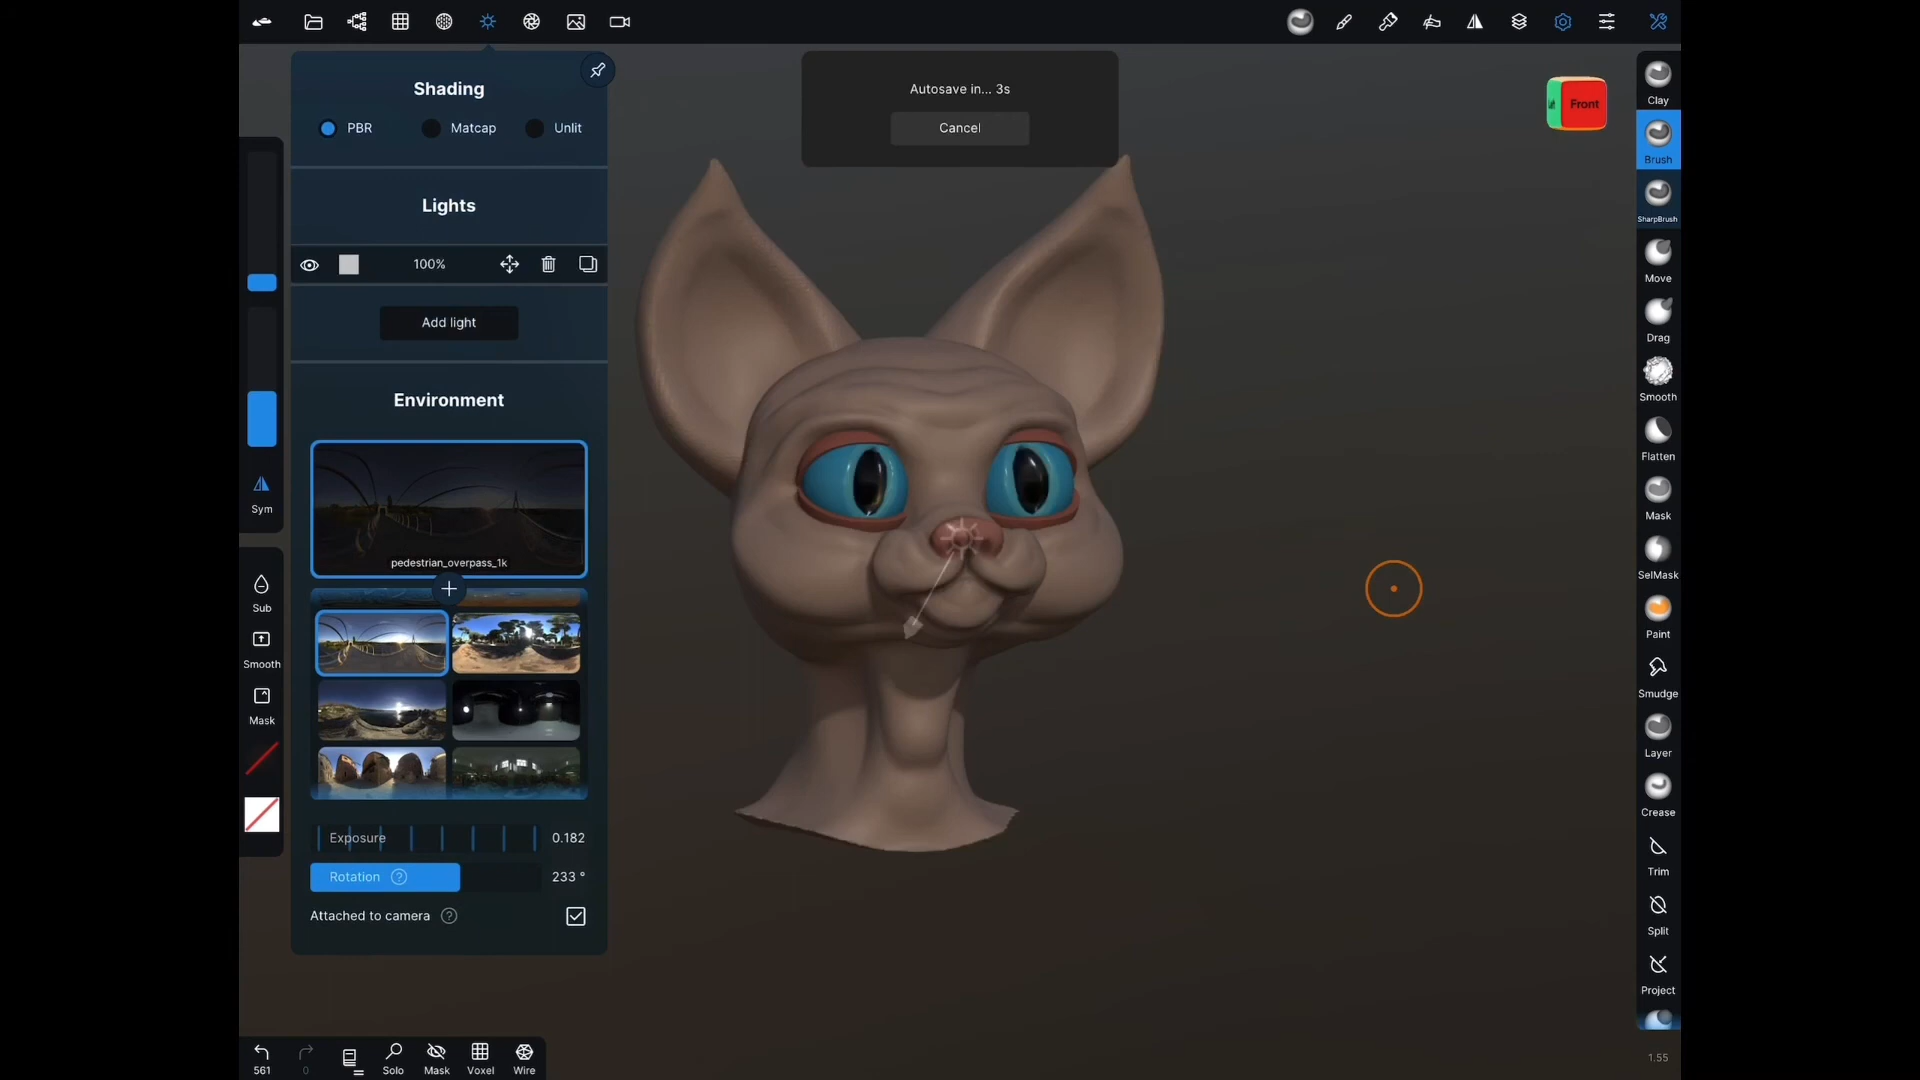 Shading
PBR
Matcap
Unlit
Lights
100%
Add light
Environment
pedestrian_overpass_1k
Exposure
0.182
Rotation ?
233 °
Attached to camera ?
Autosave in... 3s
Cancel
Front
Sym
Sub
Smooth
Mask
Clay
Brush
SharpBrush
Move
Drag
Smooth
Flatten
Mask
SelMask
Paint
Smudge
Layer
Crease
Trim
Split
Project
1.55
561
0
Solo
Mask
Voxel
Wire